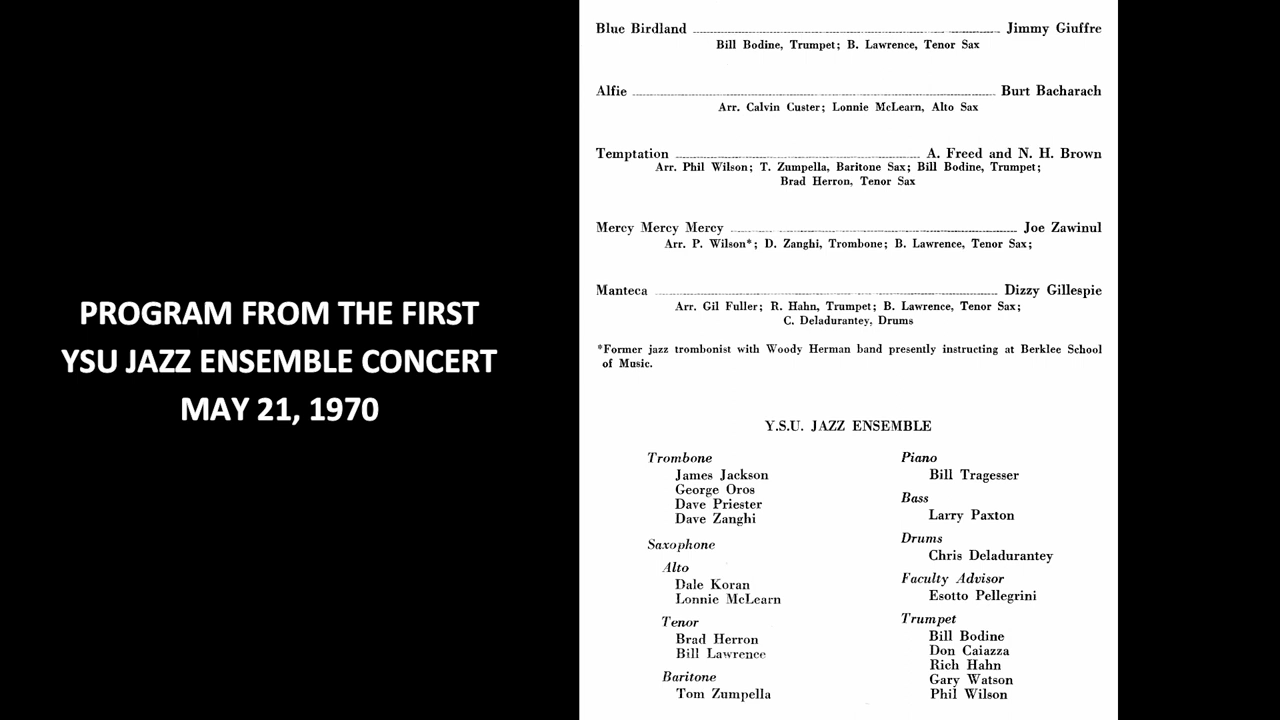 PROGRAM FROM THE FIRST
YSU JAZZ ENSEMBLE CONCERT
MAY 21, 1970
Blue Birdland Jimmy Giuffre
Bill Bodine, Trumpet; B. Lawrence, Tenor Sax
Alfie Burt Bacharach
Arr. Calvin Custer; Lonnie McLearn, Alto Sax
Temptation A. Freed and N. H. Brown
Arr. Phil Wilson; T. Zumpella, Baritone Sax; Bill Bodine, Trumpet;
Brad Herron, Tenor Sax
Mercy Mercy Mercy Joe Zawinul
Arr. P. Wilson*; D. Zanghi, Trombone; B. Lawrence, Tenor Sax;
Manteca Dizzy Gillespie
Arr. Gil Fuller; R. Hahn, Trumpet; B. Lawrence, Tenor Sax;
C. Deladurantey, Drums
*Former jazz trombonist with Woody Herman band presently instructing at Berklee School
of Music.
Y.S.U. JAZZ ENSEMBLE
Trombone
James Jackson
George Oros
Dave Priester
Dave Zanghi
Saxophone
Alto
Dale Koran
Lonnie McLearn
Tenor
Brad Herron
Bill Lawrence
Baritone
Tom Zumpella
Piano
Bill Tragesser
Bass
Larry Paxton
Drums
Chris Deladurantey
Faculty Advisor
Esotto Pellegrini
Trumpet
Bill Bodine
Don Caiazza
Rich Hahn
Gary Watson
Phil Wilson